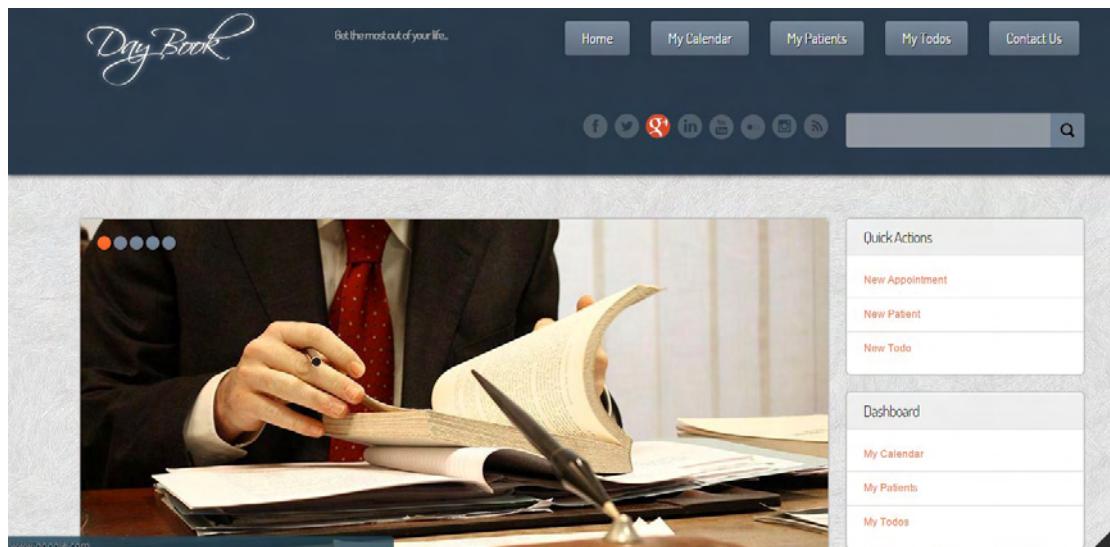 Day Book
Get the most out of your life...
Home
My Calendar
My Patients
My Todos
Contact Us
Quick Actions
New Appointment
New Patient
New Todo
Dashboard
My Calendar
My Patients
My Todos